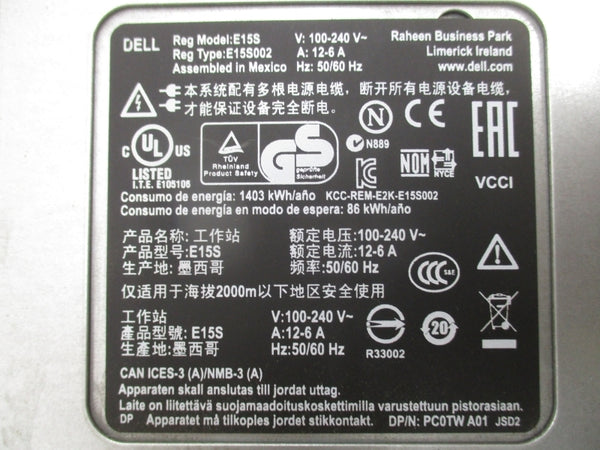 DELL
Reg Model: E15S V: 100-240 V~ Raheen Business Park
Reg Type: E15S002 A: 12-6 A Limerick Ireland
Assembled in Mexico Hz: 50/60 Hz www.dell.com
本系统配有多根电源电缆，断开所有电源设备电缆，
才能保证设备完全断电。
C UL US
LISTED
I.T.E. E105106
TÜV
Rheinland
Product Safety
GS
geprüfte
Sicherheit
N
CE
EAC
N889
KC
NOM
NYCE
VCCI
Consumo de energía: 1403 kWh/año KCC-REM-E2K-E15S002
Consumo de energía en modo de espera: 86 kWh/año
产品名称: 工作站 额定电压:100-240 V~
产品型号:E15S 额定电流:12-6 A
生产地: 墨西哥 频率:50/60 Hz
CCC S&E
仅适用于海拔2000m以下地区安全使用
工作站 V:100-240 V~
產品型號: E15S A:12-6 A
生產地:墨西哥 Hz:50/60 Hz
R33002
20
CAN ICES-3 (A)/NMB-3 (A)
Apparaten skall anslutas till jordat uttag.
Laite on liitettävä suojamaadoituskoskettimilla varustettuun pistorasiaan.
DP Apparatet må tilkoples jordet stikkontakt. DP/N: PC0TW A01 JSD2